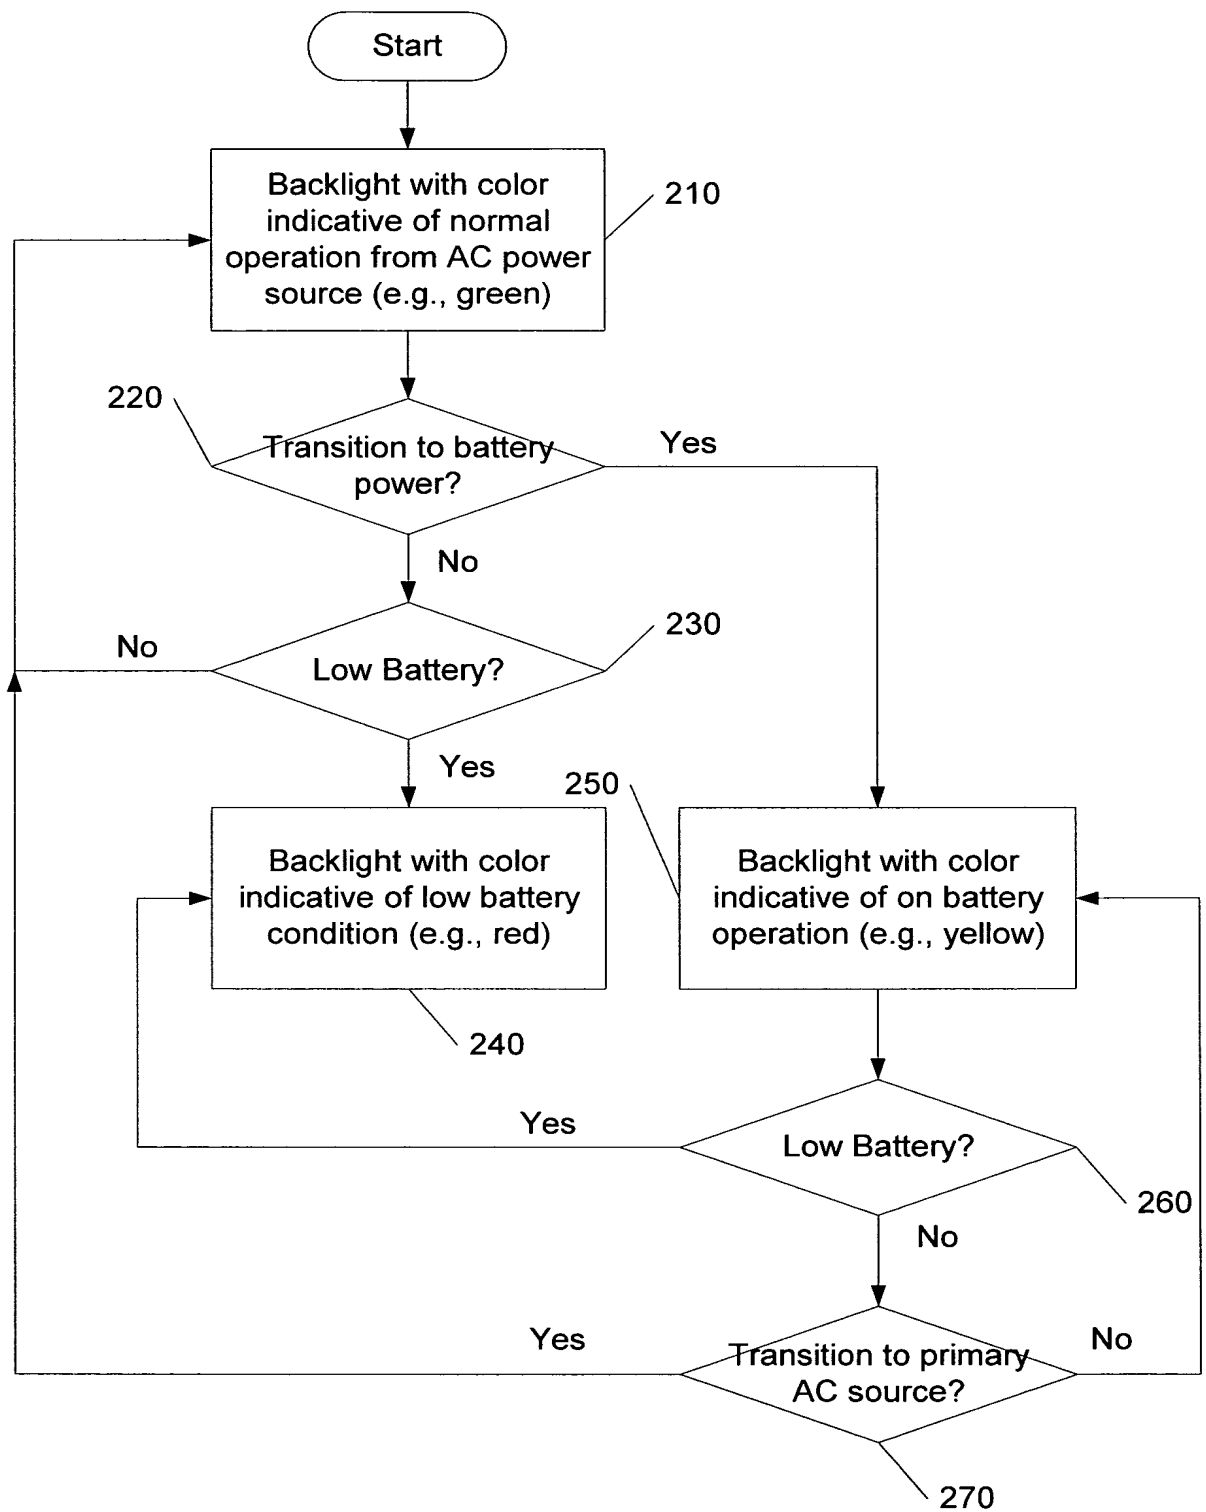 Start
Backlight with color
indicative of normal
operation from AC power
source (e.g., green)
210
220
Transition to battery
power?
Yes
No
230
No
Low Battery?
Yes
250
Backlight with color
indicative of low battery
condition (e.g., red)
Backlight with color
indicative of on battery
operation (e.g., yellow)
240
Yes
Low Battery?
260
No
Yes
Transition to primary
AC source?
No
270